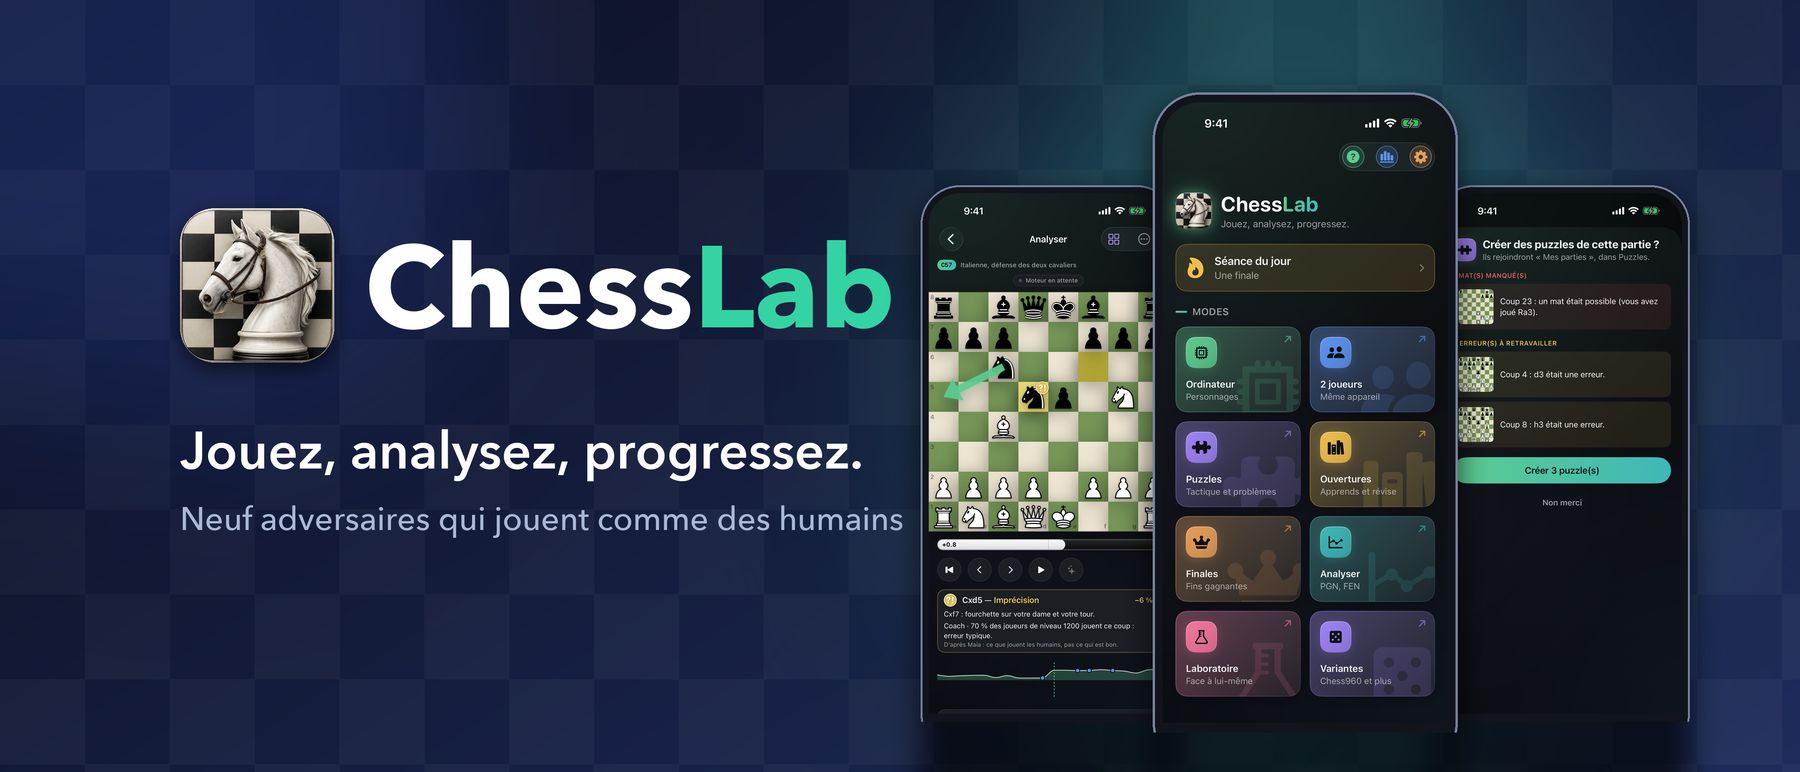 ChessLab
Jouez, analysez, progressez.
Neuf adversaires qui jouent comme des humains
9:41
Analyser
C57 Italienne, défense des deux cavaliers
Moteur en attente
8
7
6
5
4
3
2
?!
f
g
+0.8
?! Cxd5 — Imprécision −6 %
Cxf7 : fourchette sur votre dame et votre tour.
Coach · 70 % des joueurs de niveau 1200 jouent ce coup :
erreur typique.
D'après Maia : ce que jouent les humains, pas ce qui est bon.
9:41
?
ChessLab
Jouez, analysez, progressez.
Séance du jour
Une finale
MODES
Ordinateur
Personnages
2 joueurs
Même appareil
Puzzles
Tactique et problèmes
Ouvertures
Apprends et révise
Finales
Fins gagnantes
Analyser
PGN, FEN
Laboratoire
Face à lui-même
Variantes
Chess960 et plus
9:41
Créer des puzzles de cette partie ?
Ils rejoindront « Mes parties », dans Puzzles.
MAT(S) MANQUÉ(S)
Coup 23 : un mat était possible (vous avez
joué Ra3).
ERREUR(S) À RETRAVAILLER
Coup 4 : d3 était une erreur.
Coup 8 : h3 était une erreur.
Créer 3 puzzle(s)
Non merci